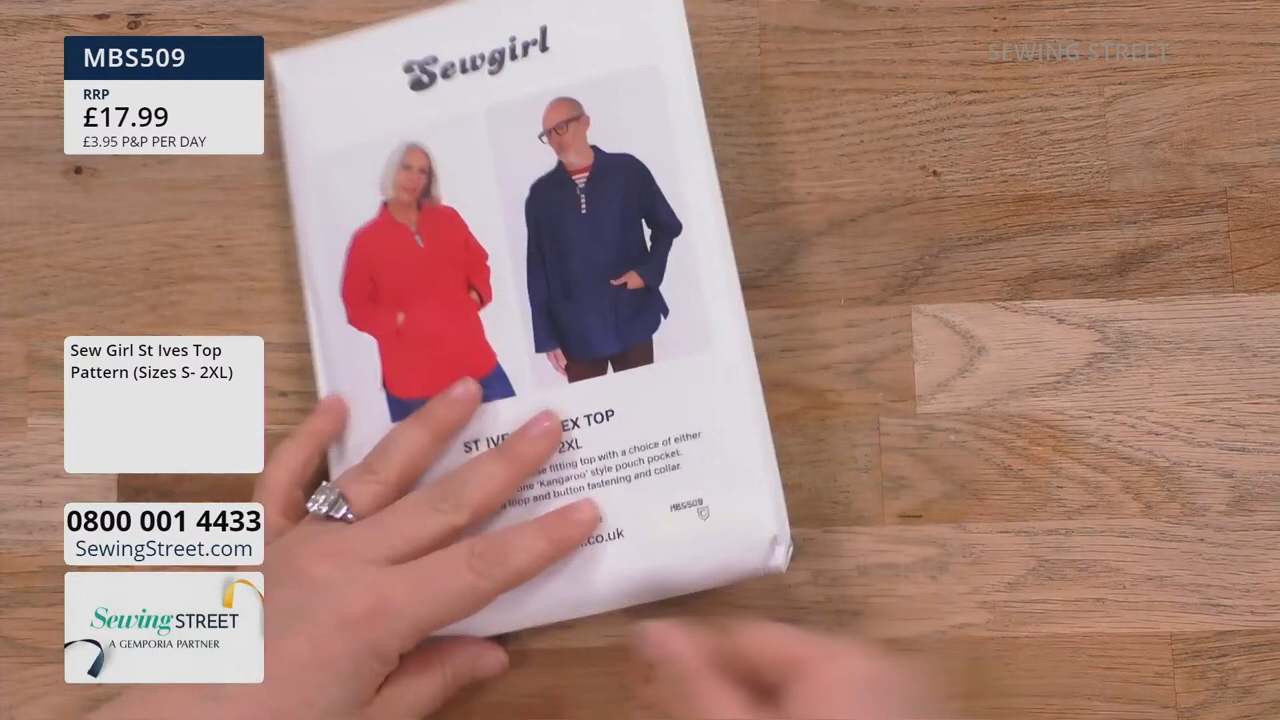 MBS509
RRP
£17.99
£3.95 P&P PER DAY
SEWING STREET
Sewgirl
ST EX TOP
2XL
fitting top with a choice of either
one 'Kangaroo' style pouch pocket.
loop and button fastening and collar.
MBS509
.co.uk
Sew Girl St Ives Top
Pattern (Sizes S- 2XL)
0800 001 4433
SewingStreet.com
Sewing STREET
A GEMPORIA PARTNER